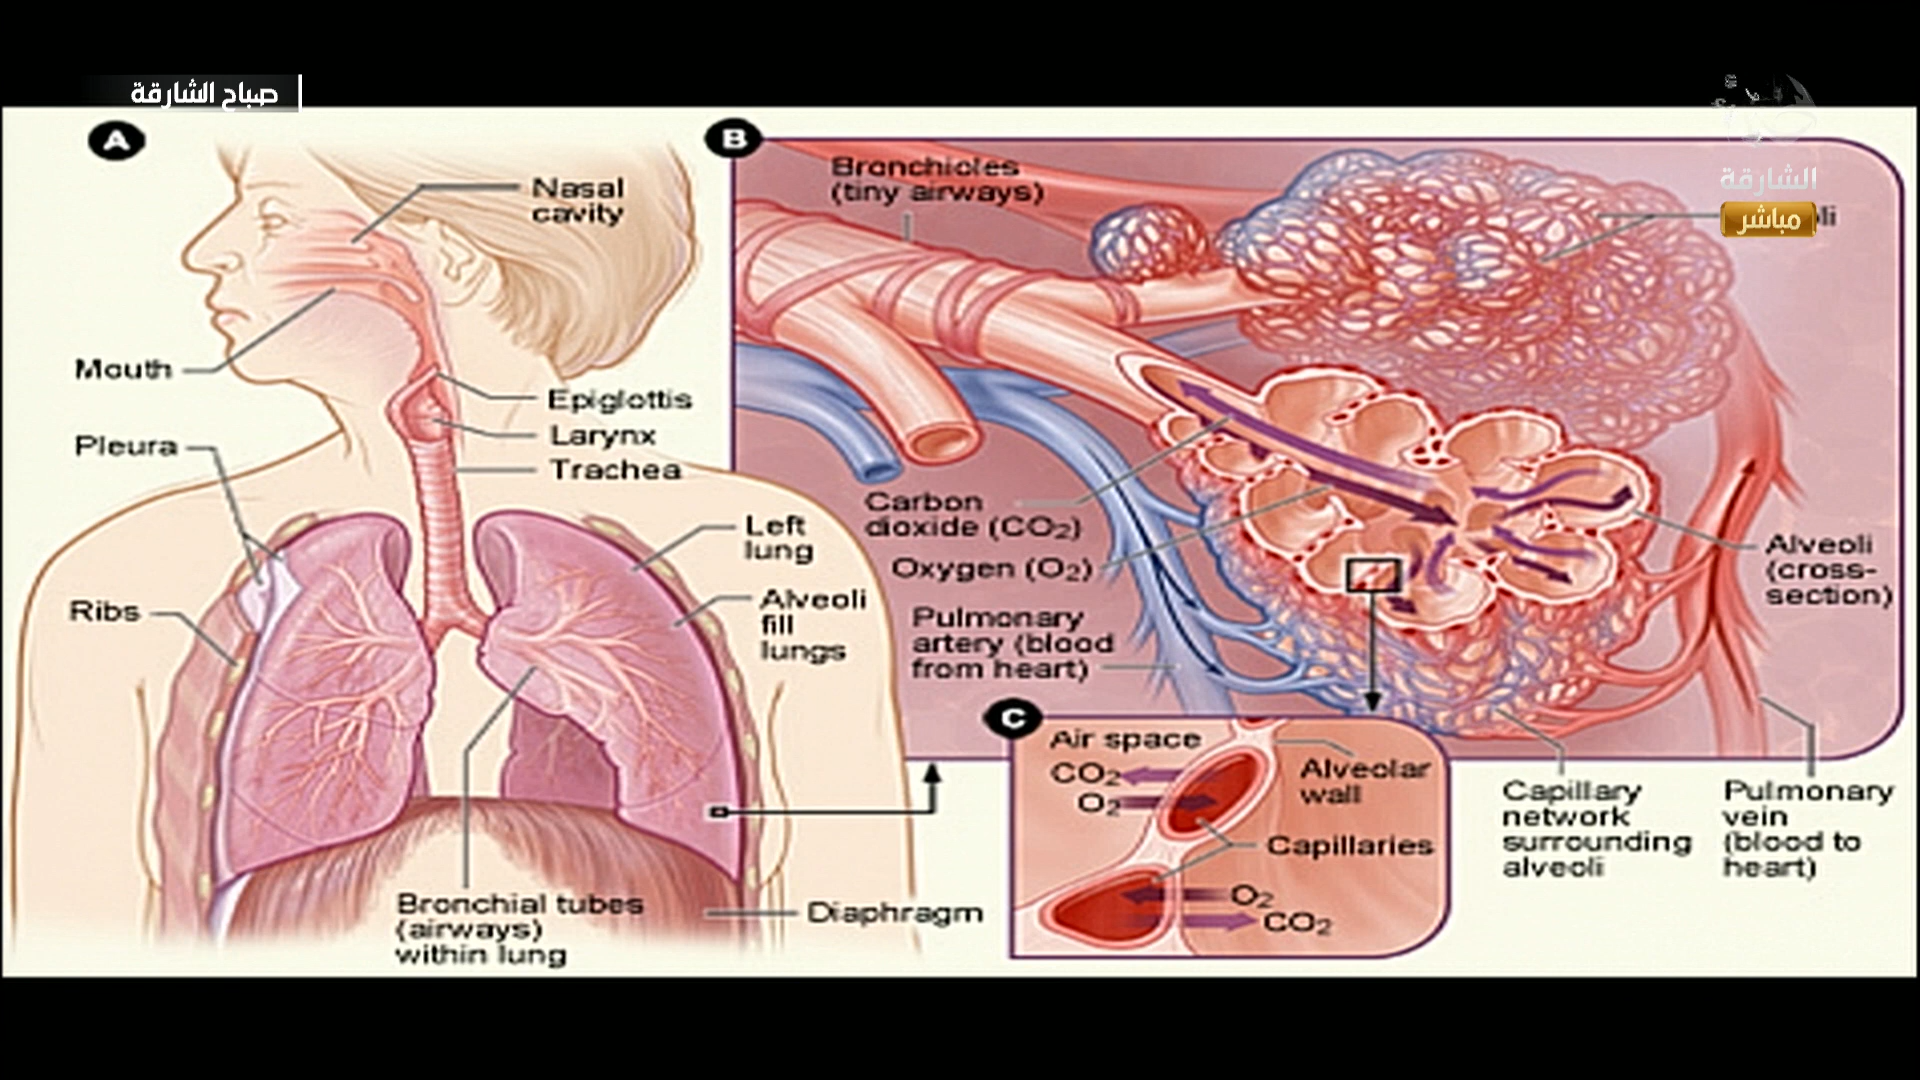 صباح الشارقة
الشارقة
مباشر
A
Nasal
cavity
Mouth
Epiglottis
Larynx
Trachea
Pleura
Left
lung
Alveoli
fill
lungs
Ribs
Bronchial tubes
(airways)
within lung
Diaphragm
B
Bronchioles
(tiny airways)
Carbon
dioxide (CO2)
Oxygen (O2)
Pulmonary
artery (blood
from heart)
Alveoli
(cross-
section)
Capillary
network
surrounding
alveoli
Pulmonary
vein
(blood to
heart)
C
Air space
CO2
O2
Alveolar
wall
Capillaries
O2
CO2